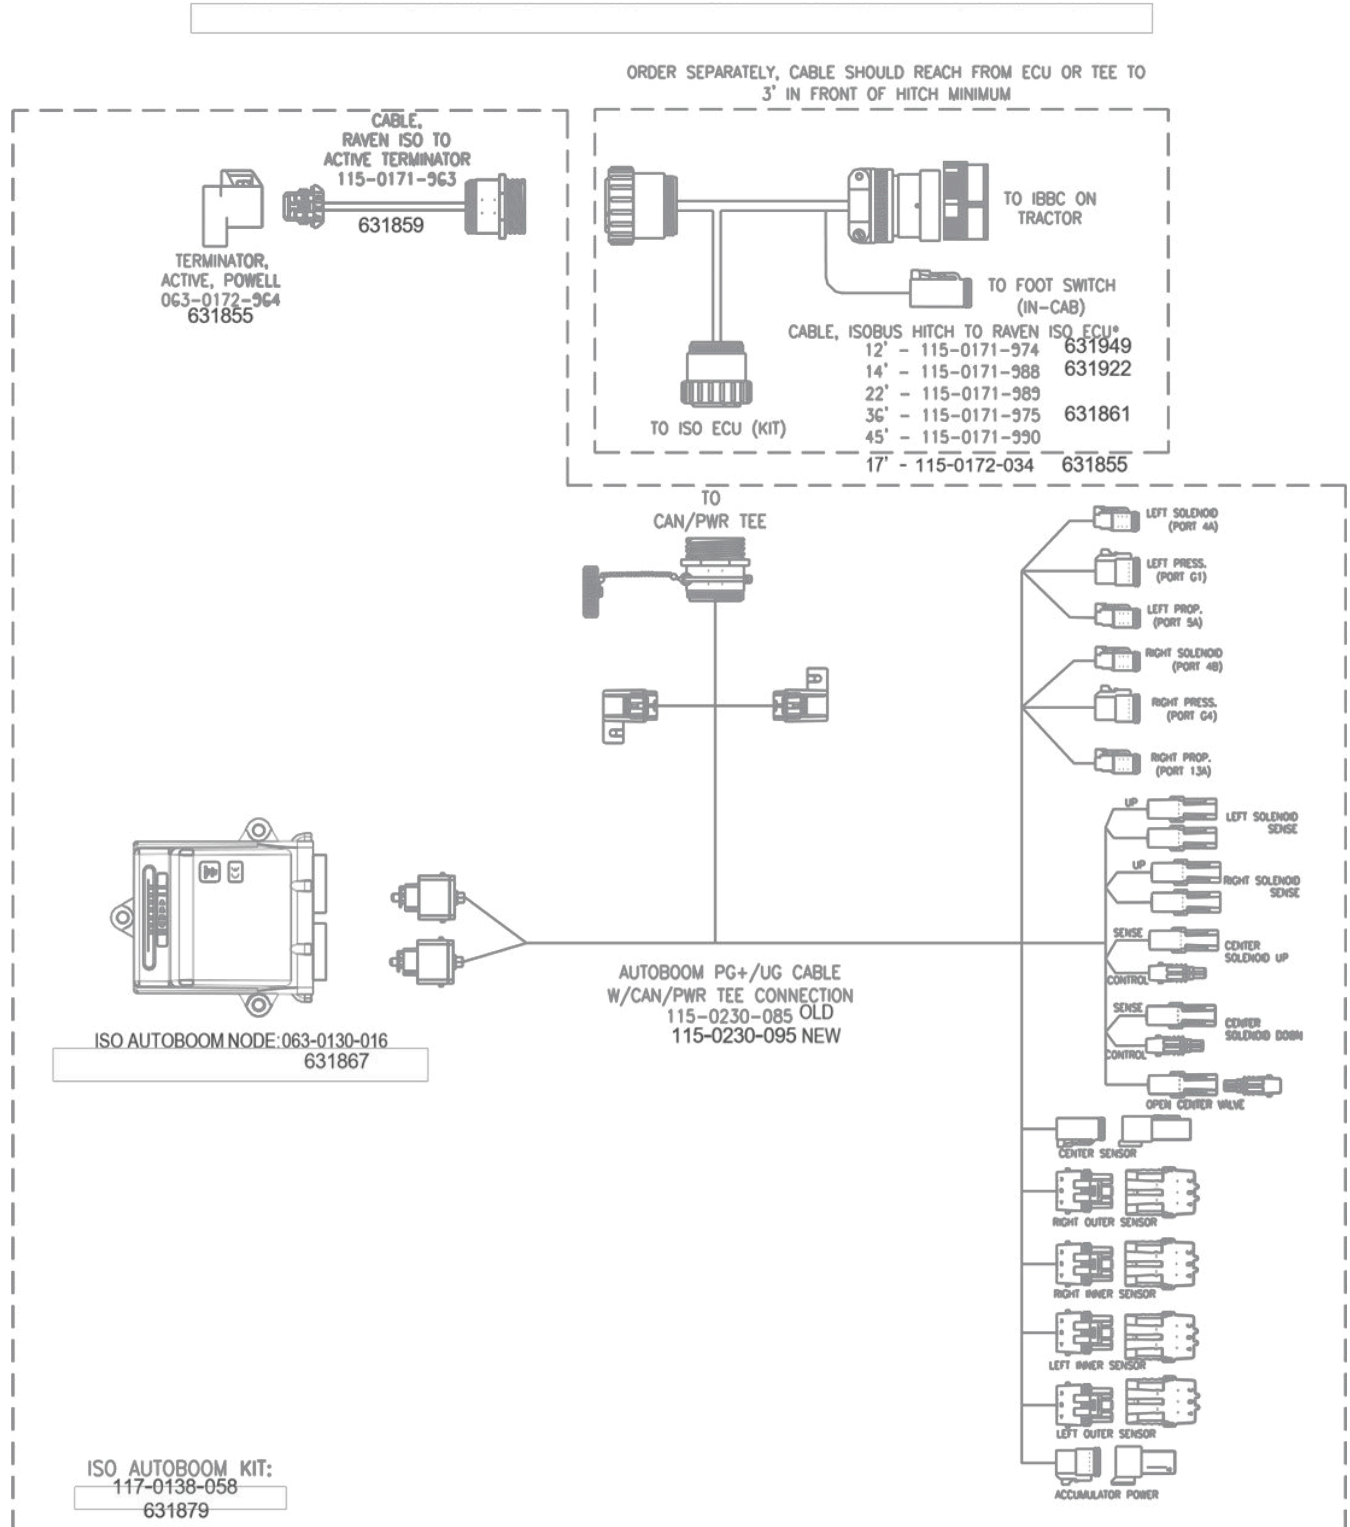 ORDER SEPARATELY, CABLE SHOULD REACH FROM ECU OR TEE TO
3' IN FRONT OF HITCH MINIMUM
CABLE,
RAVEN ISO TO
ACTIVE TERMINATOR
115-0171-963
631859
TERMINATOR,
ACTIVE, POWELL
063-0172-964
631855
TO IBBC ON
TRACTOR
TO FOOT SWITCH
(IN-CAB)
TO ISO ECU (KIT)
CABLE, ISOBUS HITCH TO RAVEN ISO ECU*
12' - 115-0171-974 631949
14' - 115-0171-988 631922
22' - 115-0171-989
36' - 115-0171-975 631861
45' - 115-0171-990
17' - 115-0172-034 631855
TO
CAN/PWR TEE
LEFT SOLENOID
(PORT 4A)
LEFT PRESS.
(PORT G1)
LEFT PROP.
(PORT 5A)
RIGHT SOLENOID
(PORT 4B)
RIGHT PRESS.
(PORT G4)
RIGHT PROP.
(PORT 13A)
UP
LEFT SOLENOID
SENSE
UP
RIGHT SOLENOID
SENSE
SENSE
CENTER
SOLENOID UP
CONTROL
SENSE
CENTER
SOLENOID DOWN
CONTROL
OPEN CENTER VALVE
CENTER SENSOR
RIGHT OUTER SENSOR
RIGHT INNER SENSOR
LEFT INNER SENSOR
LEFT OUTER SENSOR
ACCUMULATOR POWER
AUTOBOOM PG+/UG CABLE
W/CAN/PWR TEE CONNECTION
115-0230-085 OLD
115-0230-095 NEW
ISO AUTOBOOM NODE: 063-0130-016
631867
ISO AUTOBOOM KIT:
117-0138-058
631879